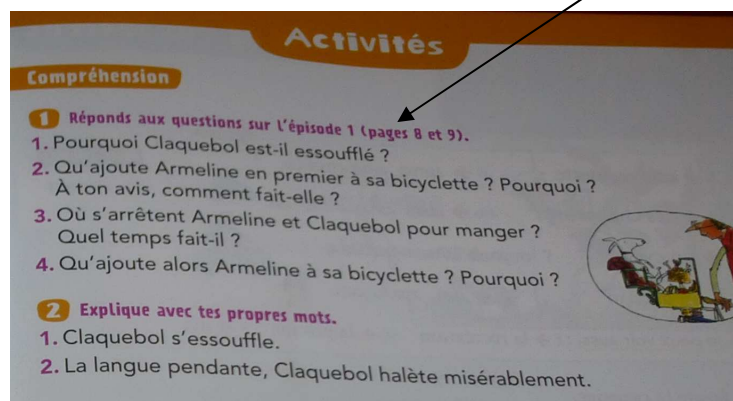 Activités
Compréhension
1 Réponds aux questions sur l'épisode 1 (pages 8 et 9).
1. Pourquoi Claquebol est-il essoufflé ?
2. Qu'ajoute Armeline en premier à sa bicyclette ? Pourquoi ?
À ton avis, comment fait-elle ?
3. Où s'arrêtent Armeline et Claquebol pour manger ?
Quel temps fait-il ?
4. Qu'ajoute alors Armeline à sa bicyclette ? Pourquoi ?
2 Explique avec tes propres mots.
1. Claquebol s'essouffle.
2. La langue pendante, Claquebol halète misérablement.